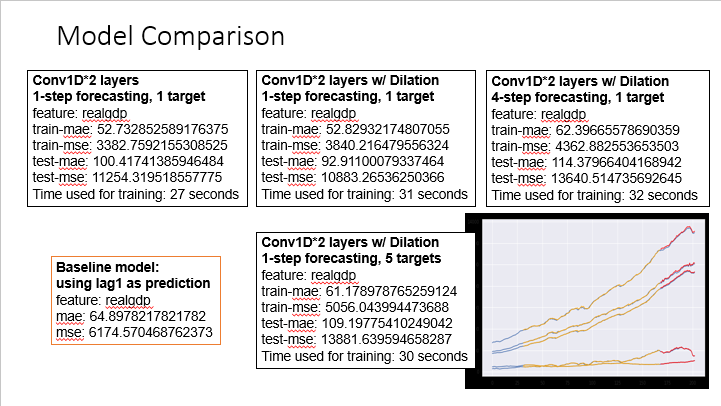 Model Comparison
Conv1D*2 layers
1-step forecasting, 1 target
feature: realgdp
train-mae: 52.732852589176375
train-mse: 3382.7592155308525
test-mae: 100.41741385946484
test-mse: 11254.319518557775
Time used for training: 27 seconds
Conv1D*2 layers w/ Dilation
1-step forecasting, 1 target
feature: realgdp
train-mae: 52.82932174807055
train-mse: 3840.216479556324
test-mae: 92.91100079337464
test-mse: 10883.26536250366
Time used for training: 31 seconds
Conv1D*2 layers w/ Dilation
4-step forecasting, 1 target
feature: realgdp
train-mae: 62.39665578690359
train-mse: 4362.882553653503
test-mae: 114.37966404168942
test-mse: 13640.514735692645
Time used for training: 32 seconds
Baseline model:
using lag1 as prediction
feature: realgdp
mae: 64.8978217821782
mse: 6174.570468762373
Conv1D*2 layers w/ Dilation
1-step forecasting, 5 targets
feature: realgdp
train-mae: 61.178978765259124
train-mse: 5056.043994473688
test-mae: 109.19775410249042
test-mse: 13881.639594658287
Time used for training: 30 seconds